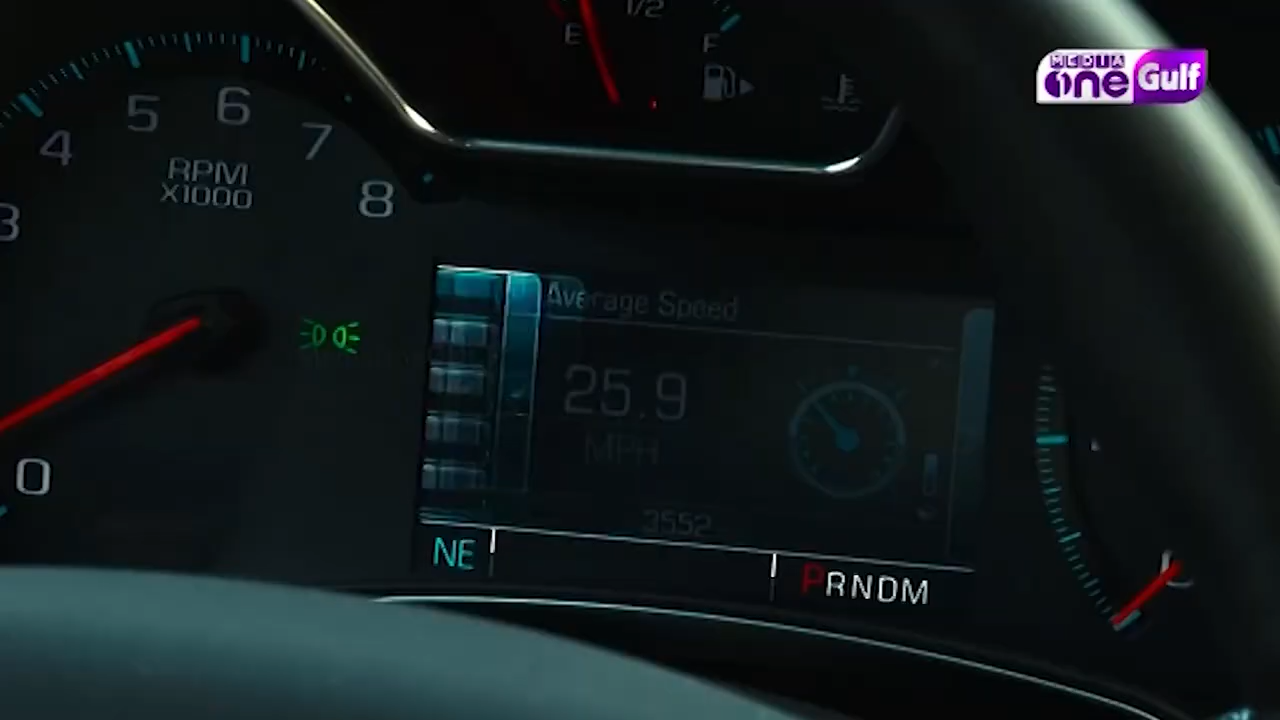 1/2
E
F
MEDIA
one Gulf
5
6
4
7
RPM
X1000
8
3
Average Speed
25.9
MPH
0
3552
NE
PRNDM